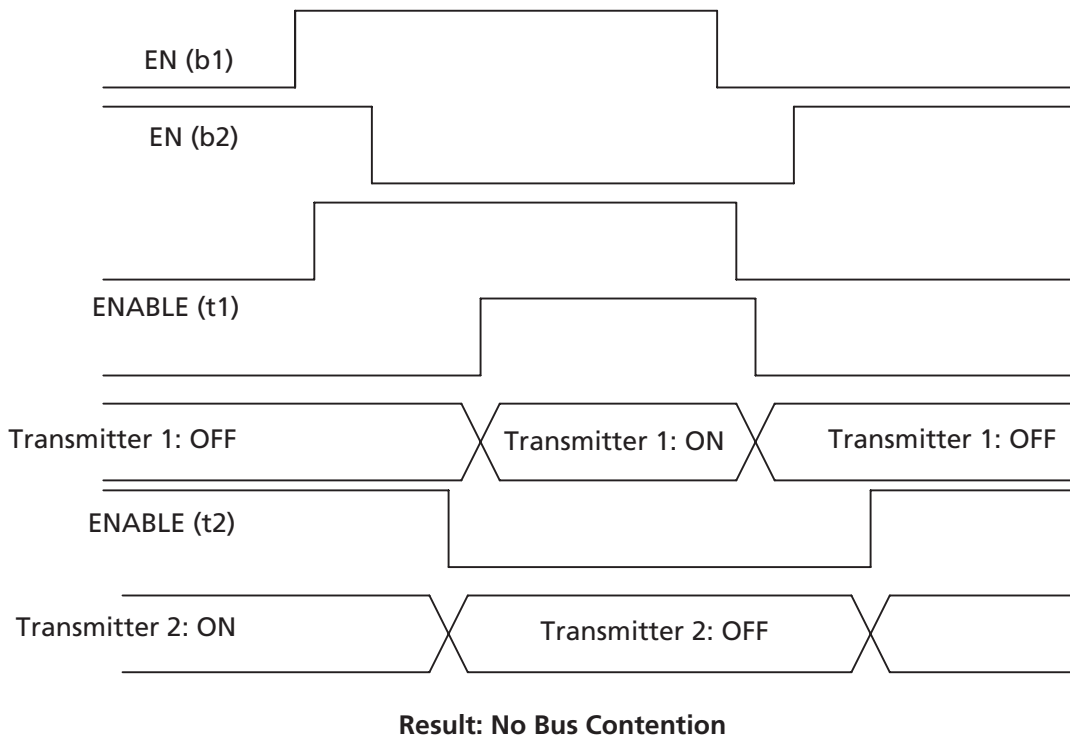 EN (b1)
EN (b2)
ENABLE (t1)
Transmitter 1: OFF
Transmitter 1: ON
Transmitter 1: OFF
ENABLE (t2)
Transmitter 2: ON
Transmitter 2: OFF
Result: No Bus Contention